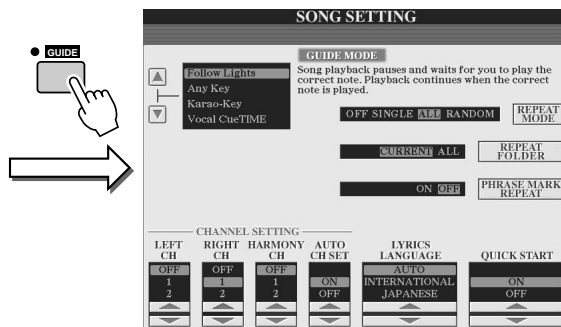 SONG SETTING
GUIDE
GUIDE MODE
Follow Lights
Any Key
Karao-Key
Vocal CueTIME
Song playback pauses and waits for you to play the
correct note. Playback continues when the correct
note is played.
OFF SINGLE ALL RANDOM
REPEAT
MODE
CURRENT ALL
REPEAT
FOLDER
ON OFF
PHRASE MARK
REPEAT
CHANNEL SETTING
LEFT
CH
RIGHT
CH
HARMONY
CH
AUTO
CH SET
LYRICS
LANGUAGE
QUICK START
OFF
1
2
OFF
1
2
OFF
1
2
ON
OFF
AUTO
INTERNATIONAL
JAPANESE
ON
OFF